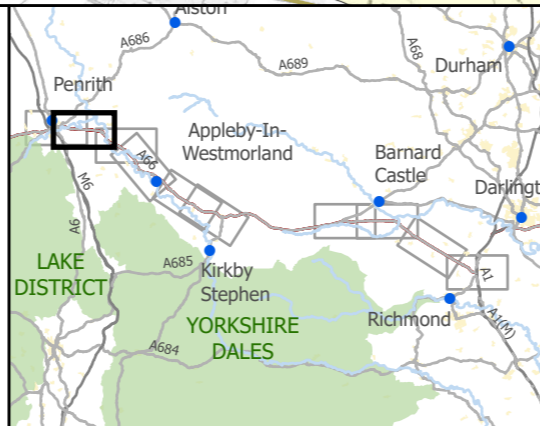 Alston
A686
A689
A68
Durham
Penrith
Appleby-In-
Westmorland
Barnard
Castle
Darlingt
A66
M6
A6
LAKE
DISTRICT
A685
Kirkby
Stephen
A1
Richmond
A1(M)
YORKSHIRE
DALES
A684